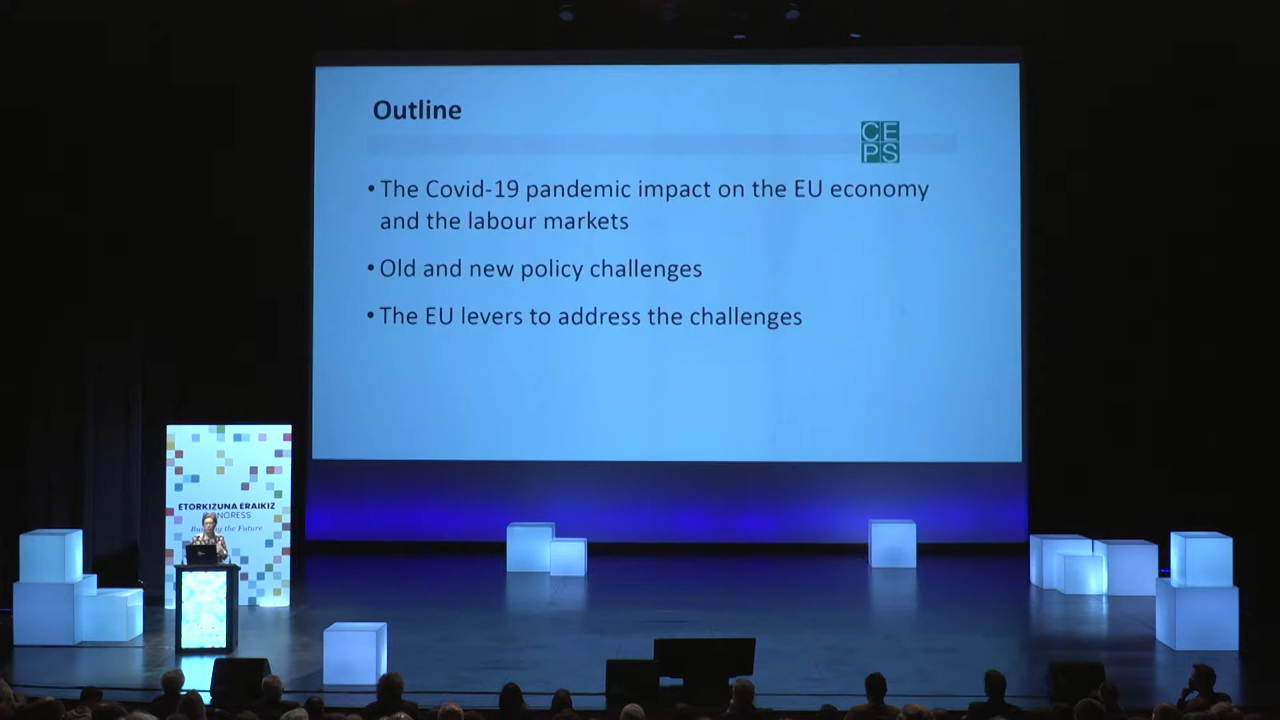 Outline
CE
PS
• The Covid-19 pandemic impact on the EU economy
and the labour markets
• Old and new policy challenges
• The EU levers to address the challenges
ETORKIZUNA ERAIKIZ
CONGRESS
the Future